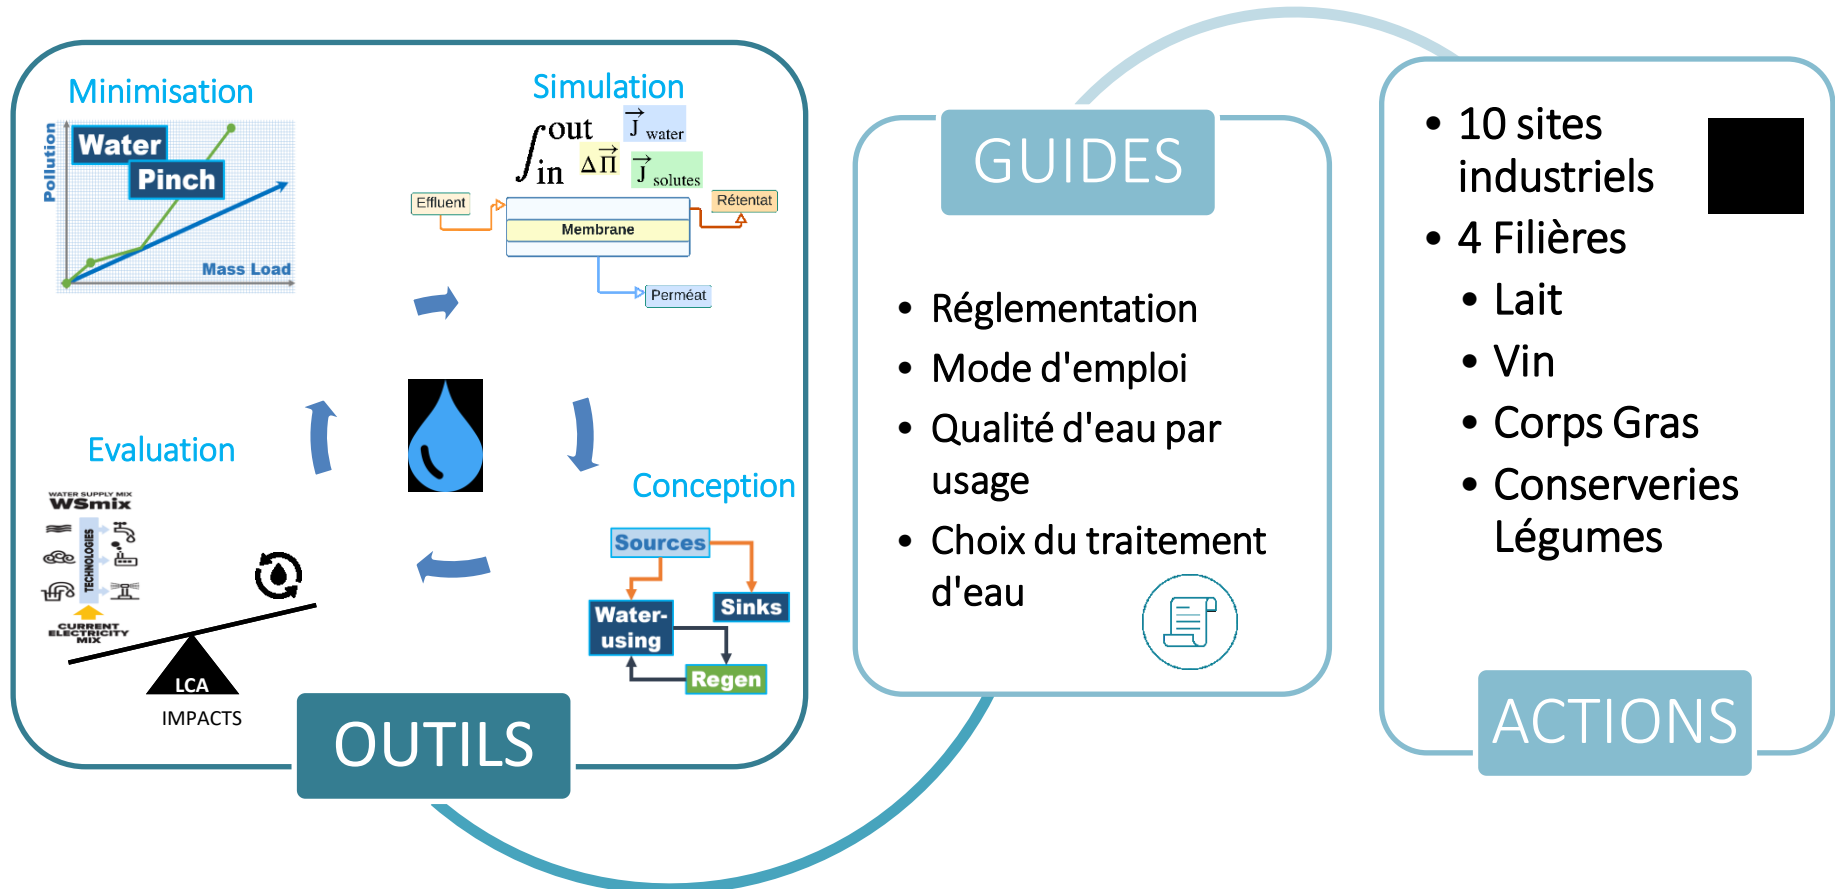 Minimisation
Pollution
Water
Pinch
Mass Load
Simulation
∫ out in ΔΠ J water J solutes
Effluent
Membrane
Rétentat
Perméat
Evaluation
WATER SUPPLY MIX
WSmix
TECHNOLOGIES
CURRENT
ELECTRICITY
MIX
LCA
IMPACTS
Conception
Sources
Sinks
Water-
using
Regen
OUTILS
GUIDES
• Réglementation
• Mode d'emploi
• Qualité d'eau par
usage
• Choix du traitement
d'eau
• 10 sites
industriels
• 4 Filières
• Lait
• Vin
• Corps Gras
• Conserveries
Légumes
ACTIONS